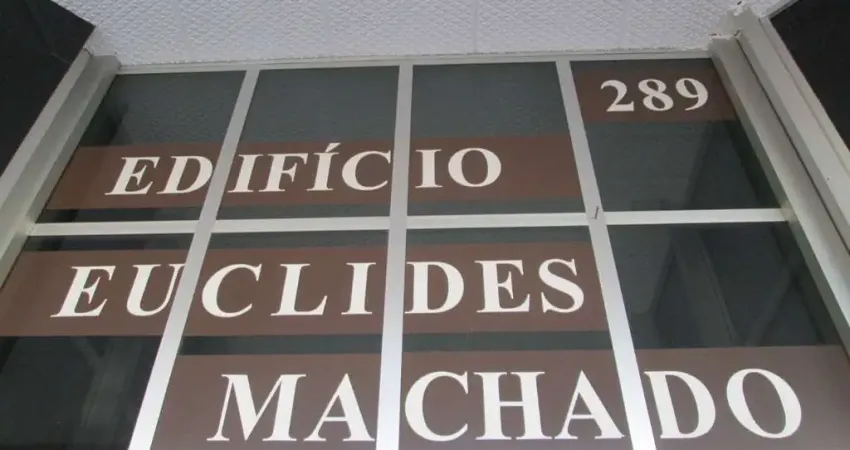 289
EDIFÍCIO
EUCLIDES
MACHADO